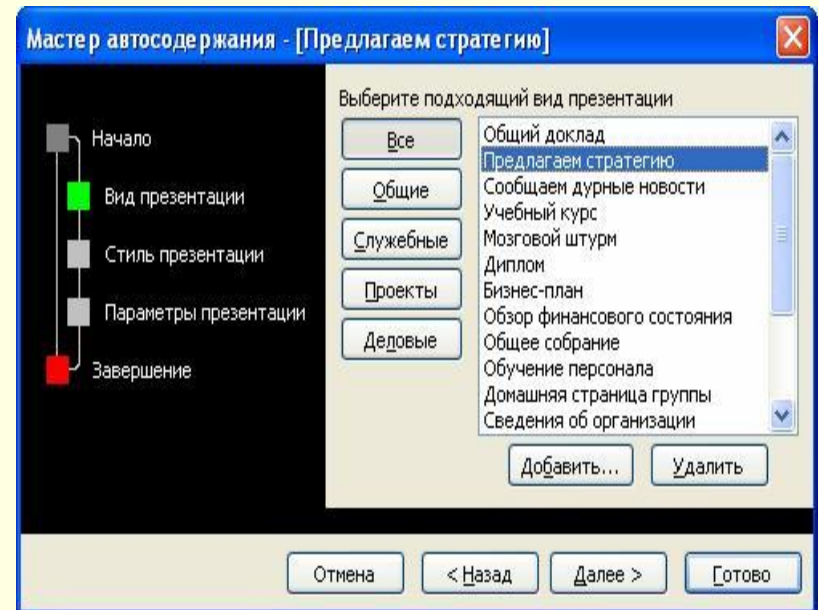 Мастер автосодержания - [Предлагаем стратегию]
Начало
Вид презентации
Стиль презентации
Параметры презентации
Завершение
Выберите подходящий вид презентации
Все
Общие
Служебные
Проекты
Деловые
Общий доклад
Предлагаем стратегию
Сообщаем дурные новости
Учебный курс
Мозговой штурм
Диплом
Бизнес-план
Обзор финансового состояния
Общее собрание
Обучение персонала
Домашняя страница группы
Сведения об организации
Добавить...
Удалить
Отмена
< Назад
Далее >
Готово